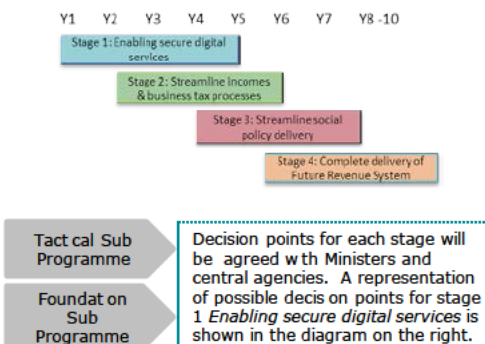 Y1 Y2 Y3 Y4 Y5 Y6 Y7 Y8 -10
Stage 1: Enabling secure digital
services
Stage 2: Streamline incomes
& business tax processes
Stage 3: Streamline social
policy delivery
Stage 4: Complete delivery of
Future Revenue System
Tact cal Sub
Programme
Foundat on
Sub
Programme
Decision points for each stage will
be agreed w th Ministers and
central agencies. A representation
of possible decis on points for stage
1 Enabling secure digital services is
shown in the diagram on the right.